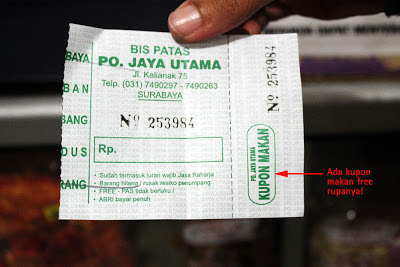 BIS PATAS
PO. JAYA UTAMA
Jl. Kalianak 75
Telp. (031) 7490297 - 7490263
SURABAYA
BAYA
BAN
BANG
DUS
RANG
Nº 253984
Rp.
• Sudah termasuk iuran wajib Jasa Raharja
• Barang hilang / rusak resiko penumpang
• FREE - PAS tidak berlaku /
• ABRI bayar penuh
Nº 253984
PO. JAYA UTAMA
KUPON MAKAN
Ada kupon
makan free
rupanya!